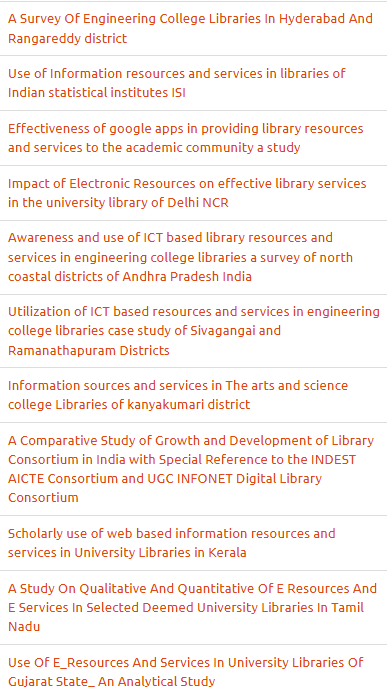 A Survey Of Engineering College Libraries In Hyderabad And
Rangareddy district
Use of Information resources and services in libraries of
Indian statistical institutes ISI
Effectiveness of google apps in providing library resources
and services to the academic community a study
Impact of Electronic Resources on effective library services
in the university library of Delhi NCR
Awareness and use of ICT based library resources and
services in engineering college libraries a survey of north
coastal districts of Andhra Pradesh India
Utilization of ICT based resources and services in engineering
college libraries case study of Sivagangai and
Ramanathapuram Districts
Information sources and services in The arts and science
college Libraries of kanyakumari district
A Comparative Study of Growth and Development of Library
Consortium in India with Special Reference to the INDEST
AICTE Consortium and UGC INFONET Digital Library
Consortium
Scholarly use of web based information resources and
services in University Libraries in Kerala
A Study On Qualitative And Quantitative Of E Resources And
E Services In Selected Deemed University Libraries In Tamil
Nadu
Use Of E_Resources And Services In University Libraries Of
Gujarat State_ An Analytical Study